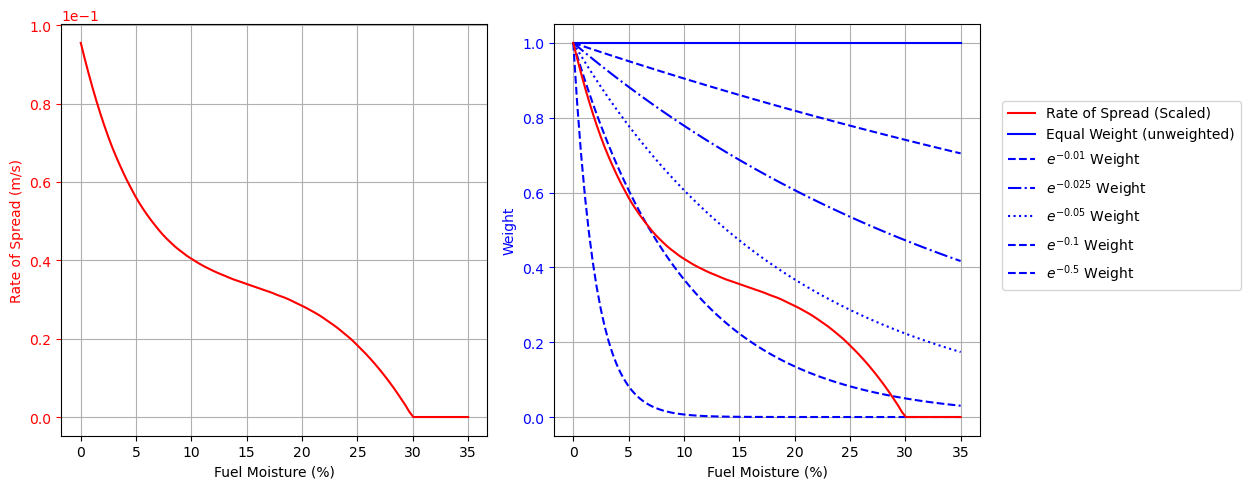 1e−1
1.0
0.8
0.6
0.4
0.2
0.0
Rate of Spread (m/s)
0 5 10 15 20 25 30 35
Fuel Moisture (%)
1.0
0.8
0.6
0.4
0.2
0.0
Weight
0 5 10 15 20 25 30 35
Fuel Moisture (%)
Rate of Spread (Scaled)
Equal Weight (unweighted)
e^{−0.01} Weight
e^{−0.025} Weight
e^{−0.05} Weight
e^{−0.1} Weight
e^{−0.5} Weight